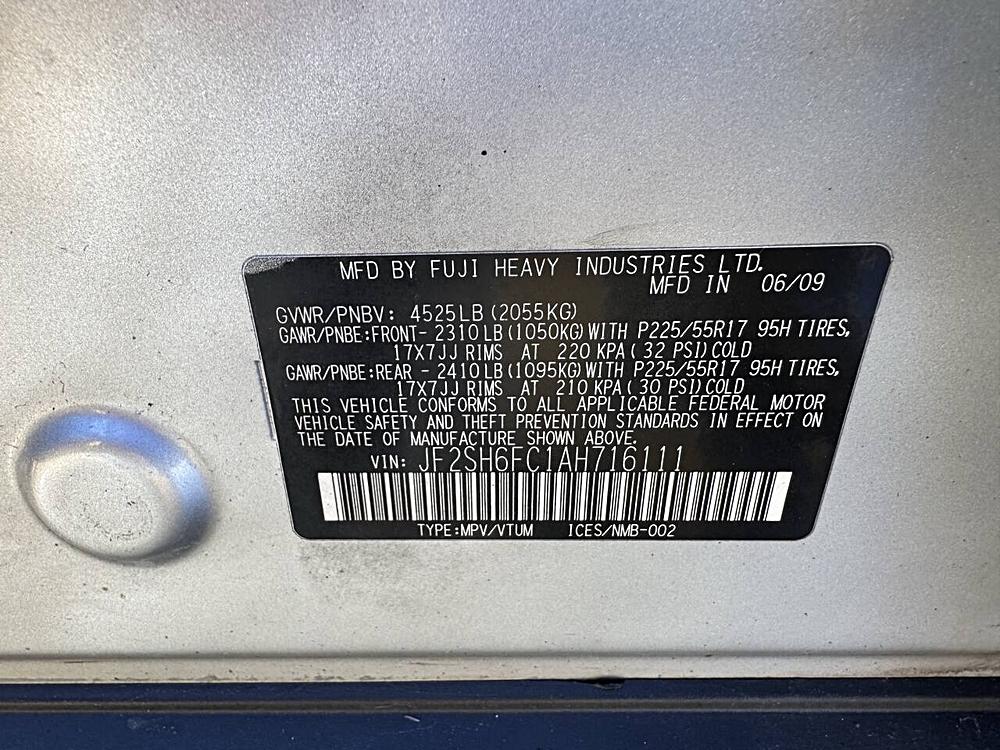 MFD BY FUJI HEAVY INDUSTRIES LTD.
MFD IN 06/09
GVWR/PNBV: 4525LB (2055KG)
GAWR/PNBE:FRONT- 2310LB (1050KG) WITH P225/55R17 95H TIRES,
17X7JJ RIMS AT 220 KPA ( 32 PSI) COLD
GAWR/PNBE:REAR - 2410LB (1095KG) WITH P225/55R17 95H TIRES,
17X7JJ RIMS AT 210 KPA ( 30 PSI) COLD
THIS VEHICLE CONFORMS TO ALL APPLICABLE FEDERAL MOTOR
VEHICLE SAFETY AND THEFT PREVENTION STANDARDS IN EFFECT ON
THE DATE OF MANUFACTURE SHOWN ABOVE.
VIN: JF2SH6FC1AH716111
TYPE:MPV/VTUM ICES/NMB-002